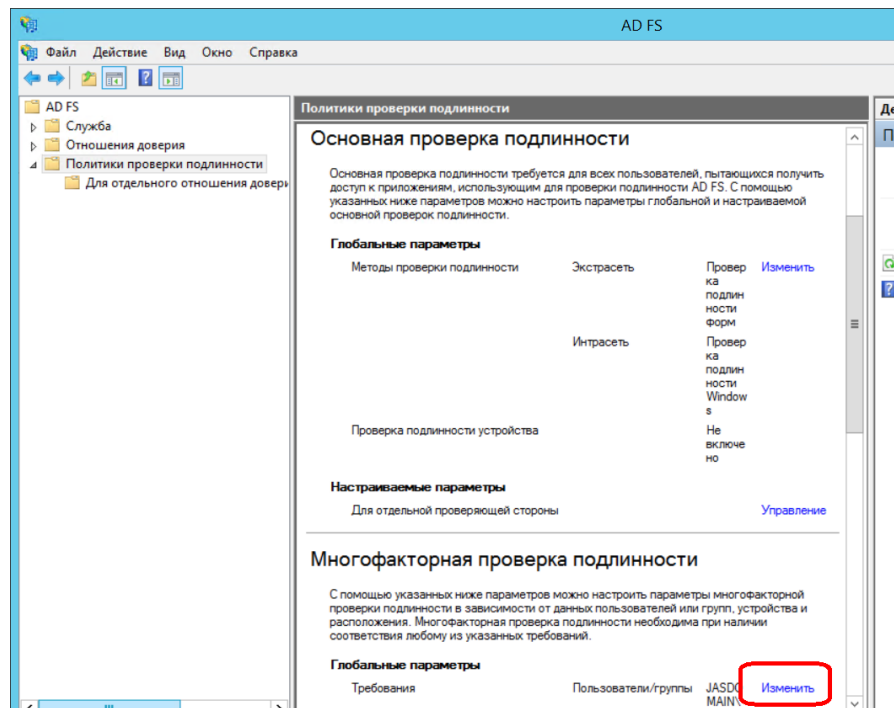 AD FS
Файл Действие Вид Окно Справка
AD FS
Служба
Отношения доверия
Политики проверки подлинности
Для отдельного отношения довери
Политики проверки подлинности
Основная проверка подлинности
Основная проверка подлинности требуется для всех пользователей, пытающихся получить
доступ к приложениям, использующим для проверки подлинности AD FS. С помощью
указанных ниже параметров можно настроить параметры глобальной и настраиваемой
основной проверок подлинности.
Глобальные параметры
Методы проверки подлинности Экстрасеть Провер Изменить
ка
подлин
ности
форм
Интрасеть Провер
ка
подлин
ности
Window
s
Проверка подлинности устройства Не
включе
но
Настраиваемые параметры
Для отдельной проверяющей стороны Управление
Многофакторная проверка подлинности
С помощью указанных ниже параметров можно настроить параметры многофакторной
проверки подлинности в зависимости от данных пользователей или групп, устройства и
расположения. Многофакторная проверка подлинности необходима при наличии
соответствия любому из указанных требований.
Глобальные параметры
Требования Пользователи/группы JASDO Изменить
MAIN\
Де
П